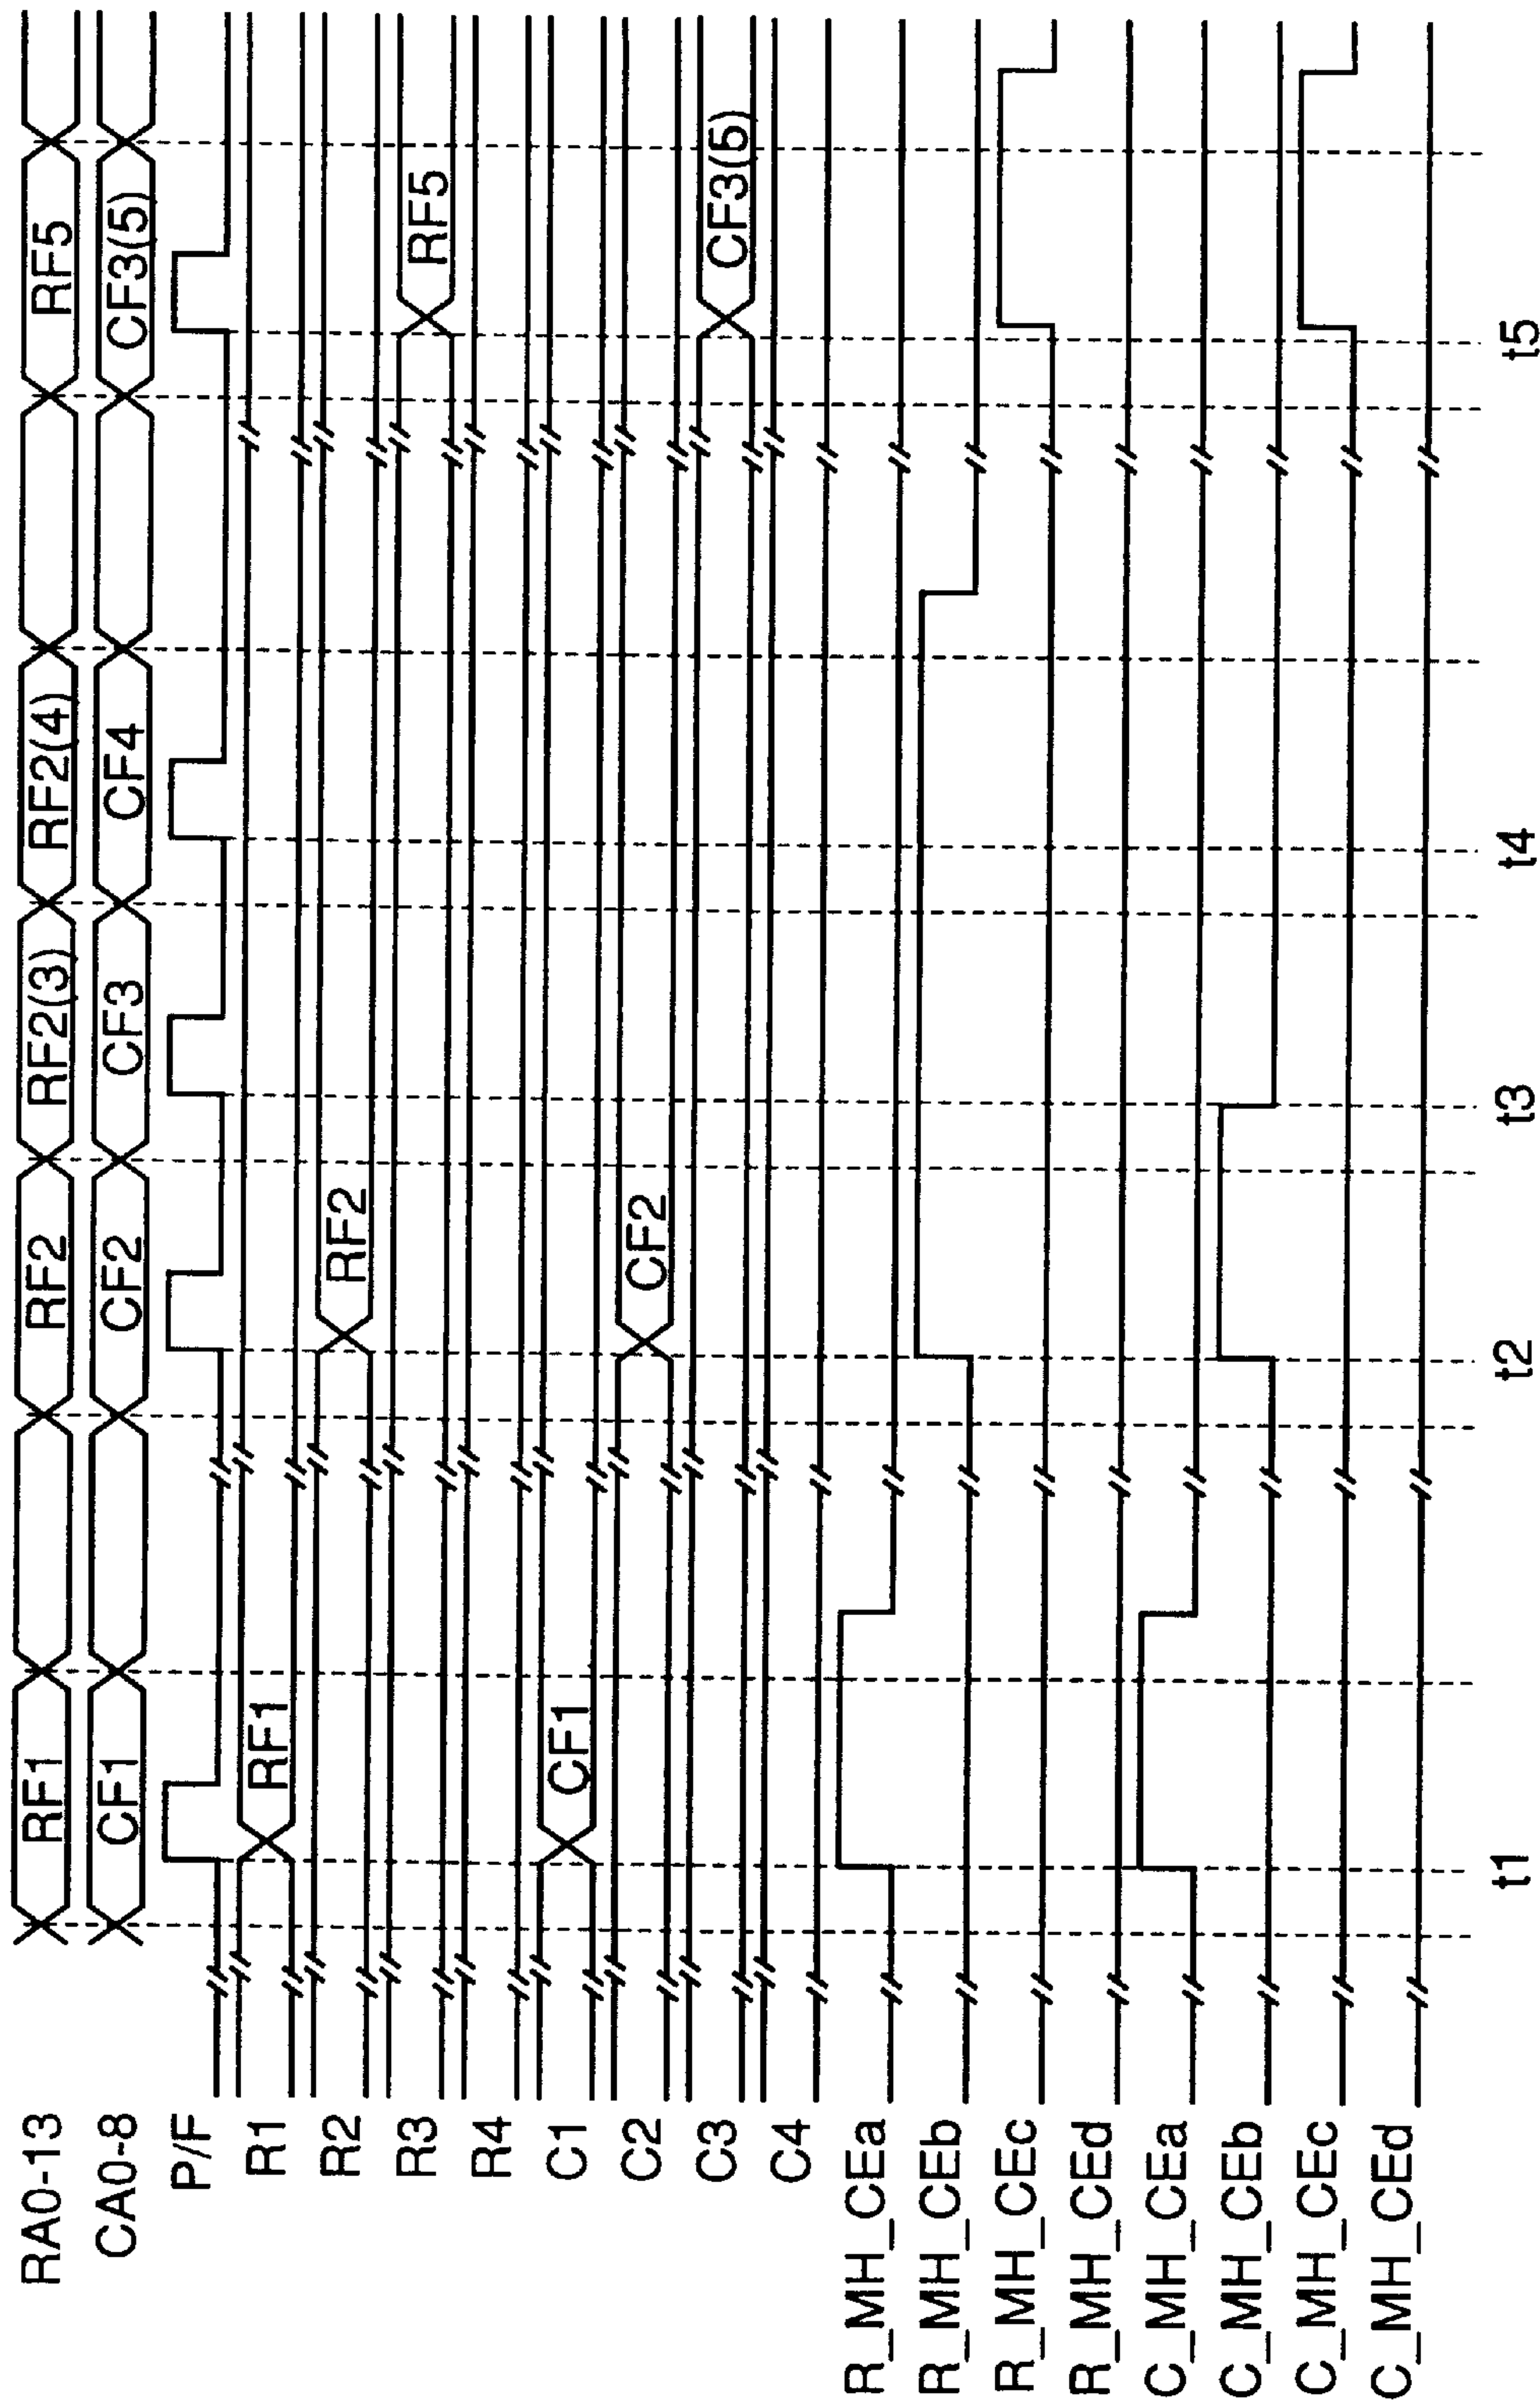 RA0-13 RF1 RF2 RF2(3) RF2(4) RF5
CA0-8 CF1 CF2 CF3 CF4 CF3(5)
P/F
R1 RF1
R2 RF2
R3 RF5
R4
C1 CF1
C2 CF2
C3 CF3(5)
C4
R_MH_CEa
R_MH_CEb
R_MH_CEc
R_MH_CEd
C_MH_CEa
C_MH_CEb
C_MH_CEc
C_MH_CEd
t1 t2 t3 t4 t5